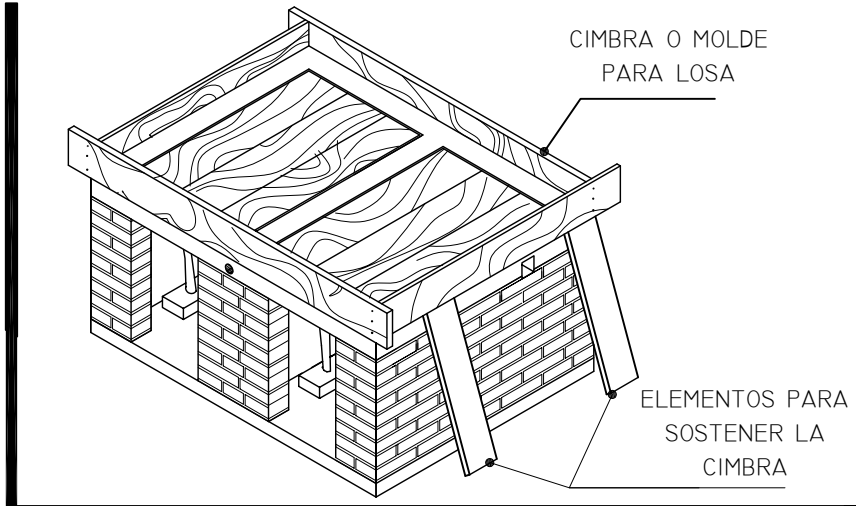 CIMBRA O MOLDE
PARA LOSA
ELEMENTOS PARA
SOSTENER LA
CIMBRA